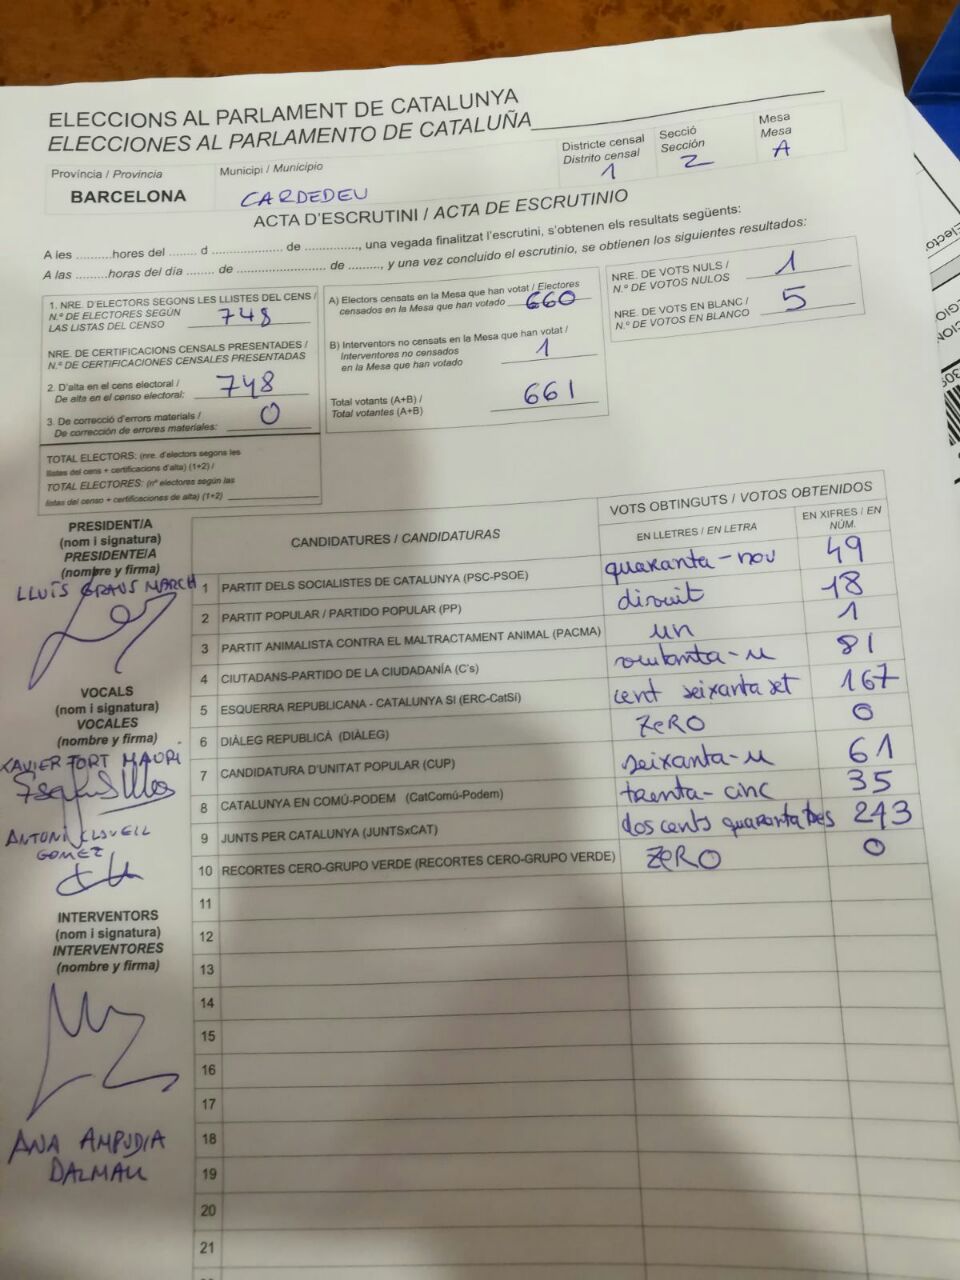 ELECCIONS AL PARLAMENT DE CATALUNYA
ELECCIONES AL PARLAMENTO DE CATALUÑA
Província / Provincia
BARCELONA
Municipi / Municipio
CARDEDEU
Districte censal
Distrito censal
1
Secció
Sección
2
Mesa
Mesa
A
ACTA D'ESCRUTINI / ACTA DE ESCRUTINIO
A les ..........hores del ....... d .................... de ..............., una vegada finalitzat l'escrutini, s'obtenen els resultats següents:
A las .........horas del día ....... de ......................... de ........, y una vez concluido el escrutinio, se obtienen los siguientes resultados:
1. NRE. D'ELECTORS SEGONS LES LLISTES DEL CENS /
N.º DE ELECTORES SEGÚN
LAS LISTAS DEL CENSO 748
NRE. DE CERTIFICACIONS CENSALS PRESENTADES /
N.º DE CERTIFICACIONES CENSALES PRESENTADAS
2. D'alta en el cens electoral /
De alta en el censo electoral: 748
3. De correcció d'errors materials /
De corrección de errores materiales: 0
TOTAL ELECTORS: (nre. d'electors segons les
llistes del cens + certificacions d'alta) (1+2) /
TOTAL ELECTORES: (nº electores según las
listas del censo + certificaciones de alta) (1+2)
A) Electors censats en la Mesa que han votat / Electores
censados en la Mesa que han votado 660
B) Interventors no censats en la Mesa que han votat /
Interventores no censados
en la Mesa que han votado 1
Total votants (A+B) /
Total votantes (A+B) 661
NRE. DE VOTS NULS /
N.º DE VOTOS NULOS 1
NRE. DE VOTS EN BLANC /
N.º DE VOTOS EN BLANCO 5
PRESIDENT/A
(nom i signatura)
PRESIDENTE/A
(nombre y firma)
LLUÍS GRAUS MARCH
VOCALS
(nom i signatura)
VOCALES
(nombre y firma)
XAVIER FORT MAURI
ANTONI CLAVELL
GOMEZ
INTERVENTORS
(nom i signatura)
INTERVENTORES
(nombre y firma)
ANA AMPUDIA
DALMAU
CANDIDATURES / CANDIDATURAS
VOTS OBTINGUTS / VOTOS OBTENIDOS
EN LLETRES / EN LETRA
EN XIFRES / EN
NÚM.
1 PARTIT DELS SOCIALISTES DE CATALUNYA (PSC-PSOE) quaranta-nou 49
2 PARTIT POPULAR / PARTIDO POPULAR (PP) divuit 18
3 PARTIT ANIMALISTA CONTRA EL MALTRACTAMENT ANIMAL (PACMA) un 1
4 CIUTADANS-PARTIDO DE LA CIUDADANÍA (C's) vuitanta-u 81
5 ESQUERRA REPUBLICANA - CATALUNYA SI (ERC-CatSí) cent seixanta set 167
6 DIÀLEG REPUBLICÀ (DIÀLEG) ZERO 0
7 CANDIDATURA D'UNITAT POPULAR (CUP) seixanta-u 61
8 CATALUNYA EN COMÚ-PODEM (CatComú-Podem) trenta-cinc 35
9 JUNTS PER CATALUNYA (JUNTSxCAT) dos cents quaranta tres 243
10 RECORTES CERO-GRUPO VERDE (RECORTES CERO-GRUPO VERDE) ZERO 0
11
12
13
14
15
16
17
18
19
20
21